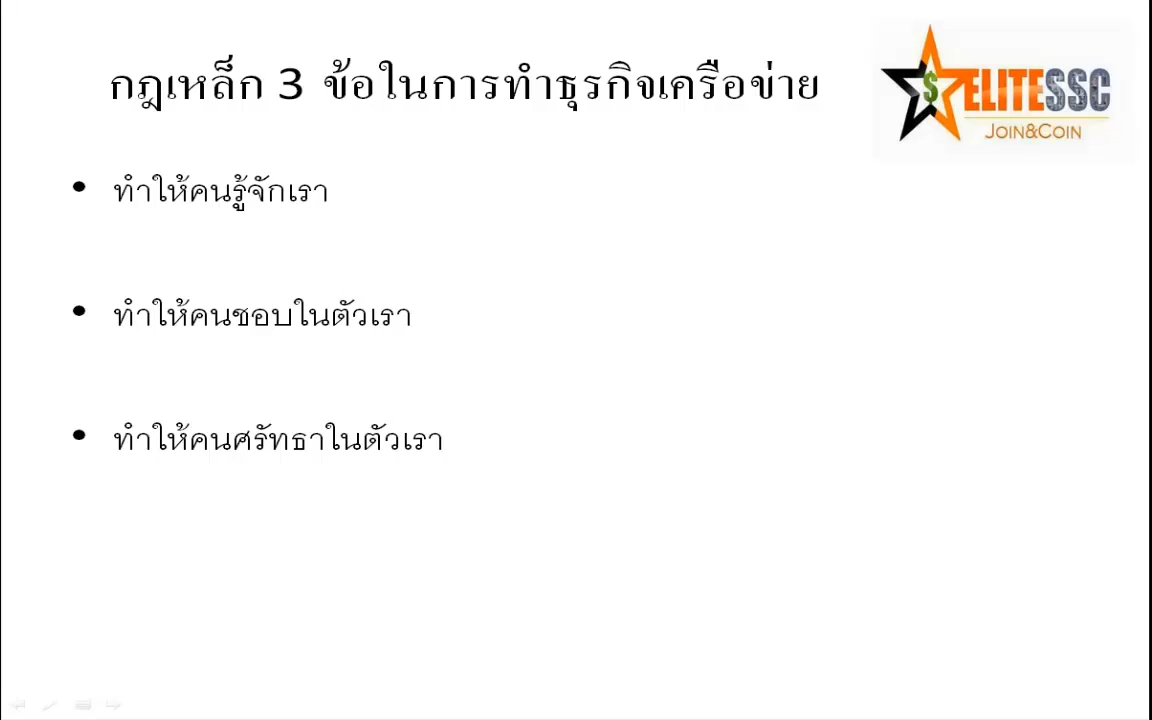 กฎเหล็ก 3 ข้อในการทำธุรกิจเครือข่าย
$ELITESSC
JOIN&COIN
• ทำให้คนรู้จักเรา
• ทำให้คนชอบในตัวเรา
• ทำให้คนศรัทธาในตัวเรา